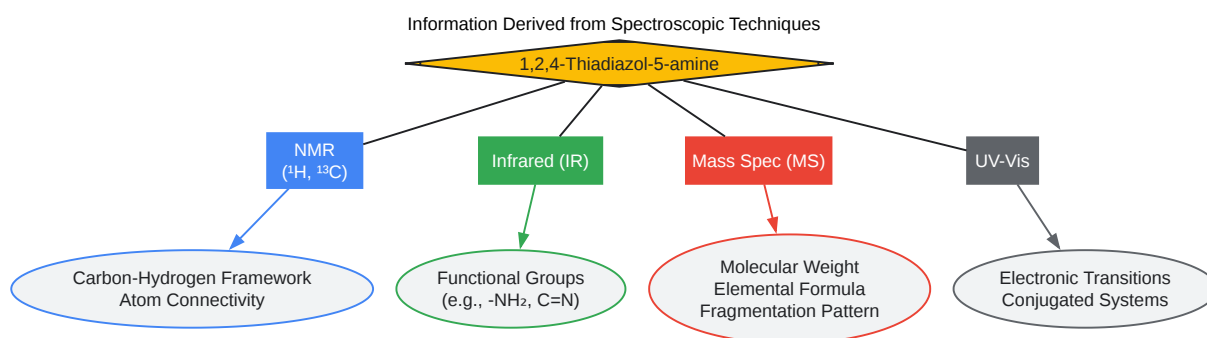 Information Derived from Spectroscopic Techniques
1,2,4-Thiadiazol-5-amine
NMR
(¹H, ¹³C)
Infrared (IR)
Mass Spec (MS)
UV-Vis
Carbon-Hydrogen Framework
Atom Connectivity
Functional Groups
(e.g., -NH₂, C=N)
Molecular Weight
Elemental Formula
Fragmentation Pattern
Electronic Transitions
Conjugated Systems